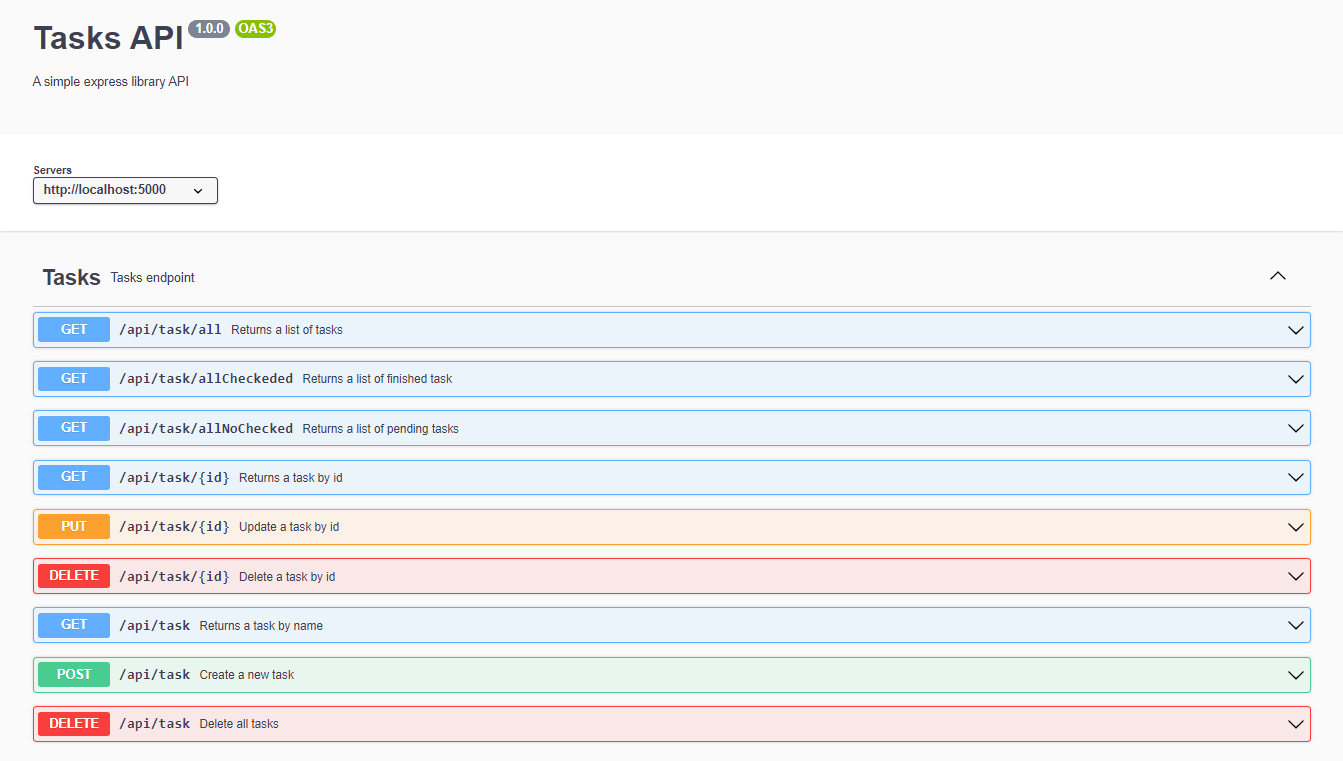 Tasks API 1.0.0 OAS3
A simple express library API
Servers
http://localhost:5000
Tasks Tasks endpoint
GET /api/task/all Returns a list of tasks
GET /api/task/allCheckeded Returns a list of finished task
GET /api/task/allNoChecked Returns a list of pending tasks
GET /api/task/{id} Returns a task by id
PUT /api/task/{id} Update a task by id
DELETE /api/task/{id} Delete a task by id
GET /api/task Returns a task by name
POST /api/task Create a new task
DELETE /api/task Delete all tasks